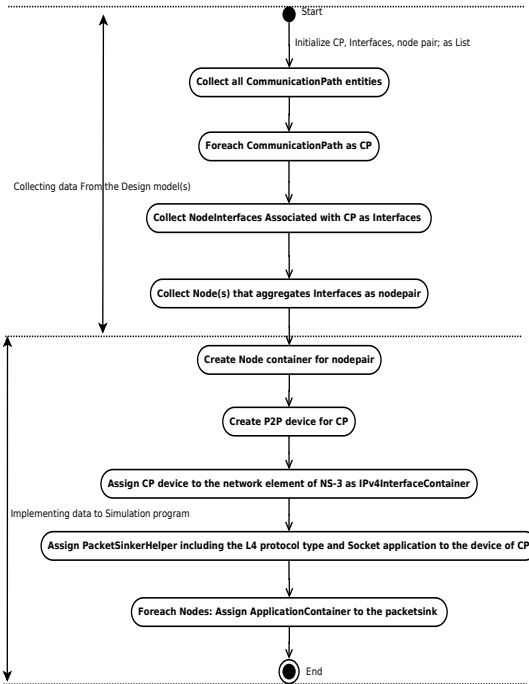 Start
Initialize CP, Interfaces, node pair; as List
Collect all CommunicationPath entities
Foreach CommunicationPath as CP
Collecting data From the Design model(s)
Collect NodeInterfaces Associated with CP as Interfaces
Collect Node(s) that aggregates Interfaces as nodepair
Create Node container for nodepair
Create P2P device for CP
Assign CP device to the network element of NS-3 as IPv4InterfaceContainer
Implementing data to Simulation program
Assign PacketSinkerHelper including the L4 protocol type and Socket application to the device of CP
Foreach Nodes: Assign ApplicationContainer to the packetsink
End